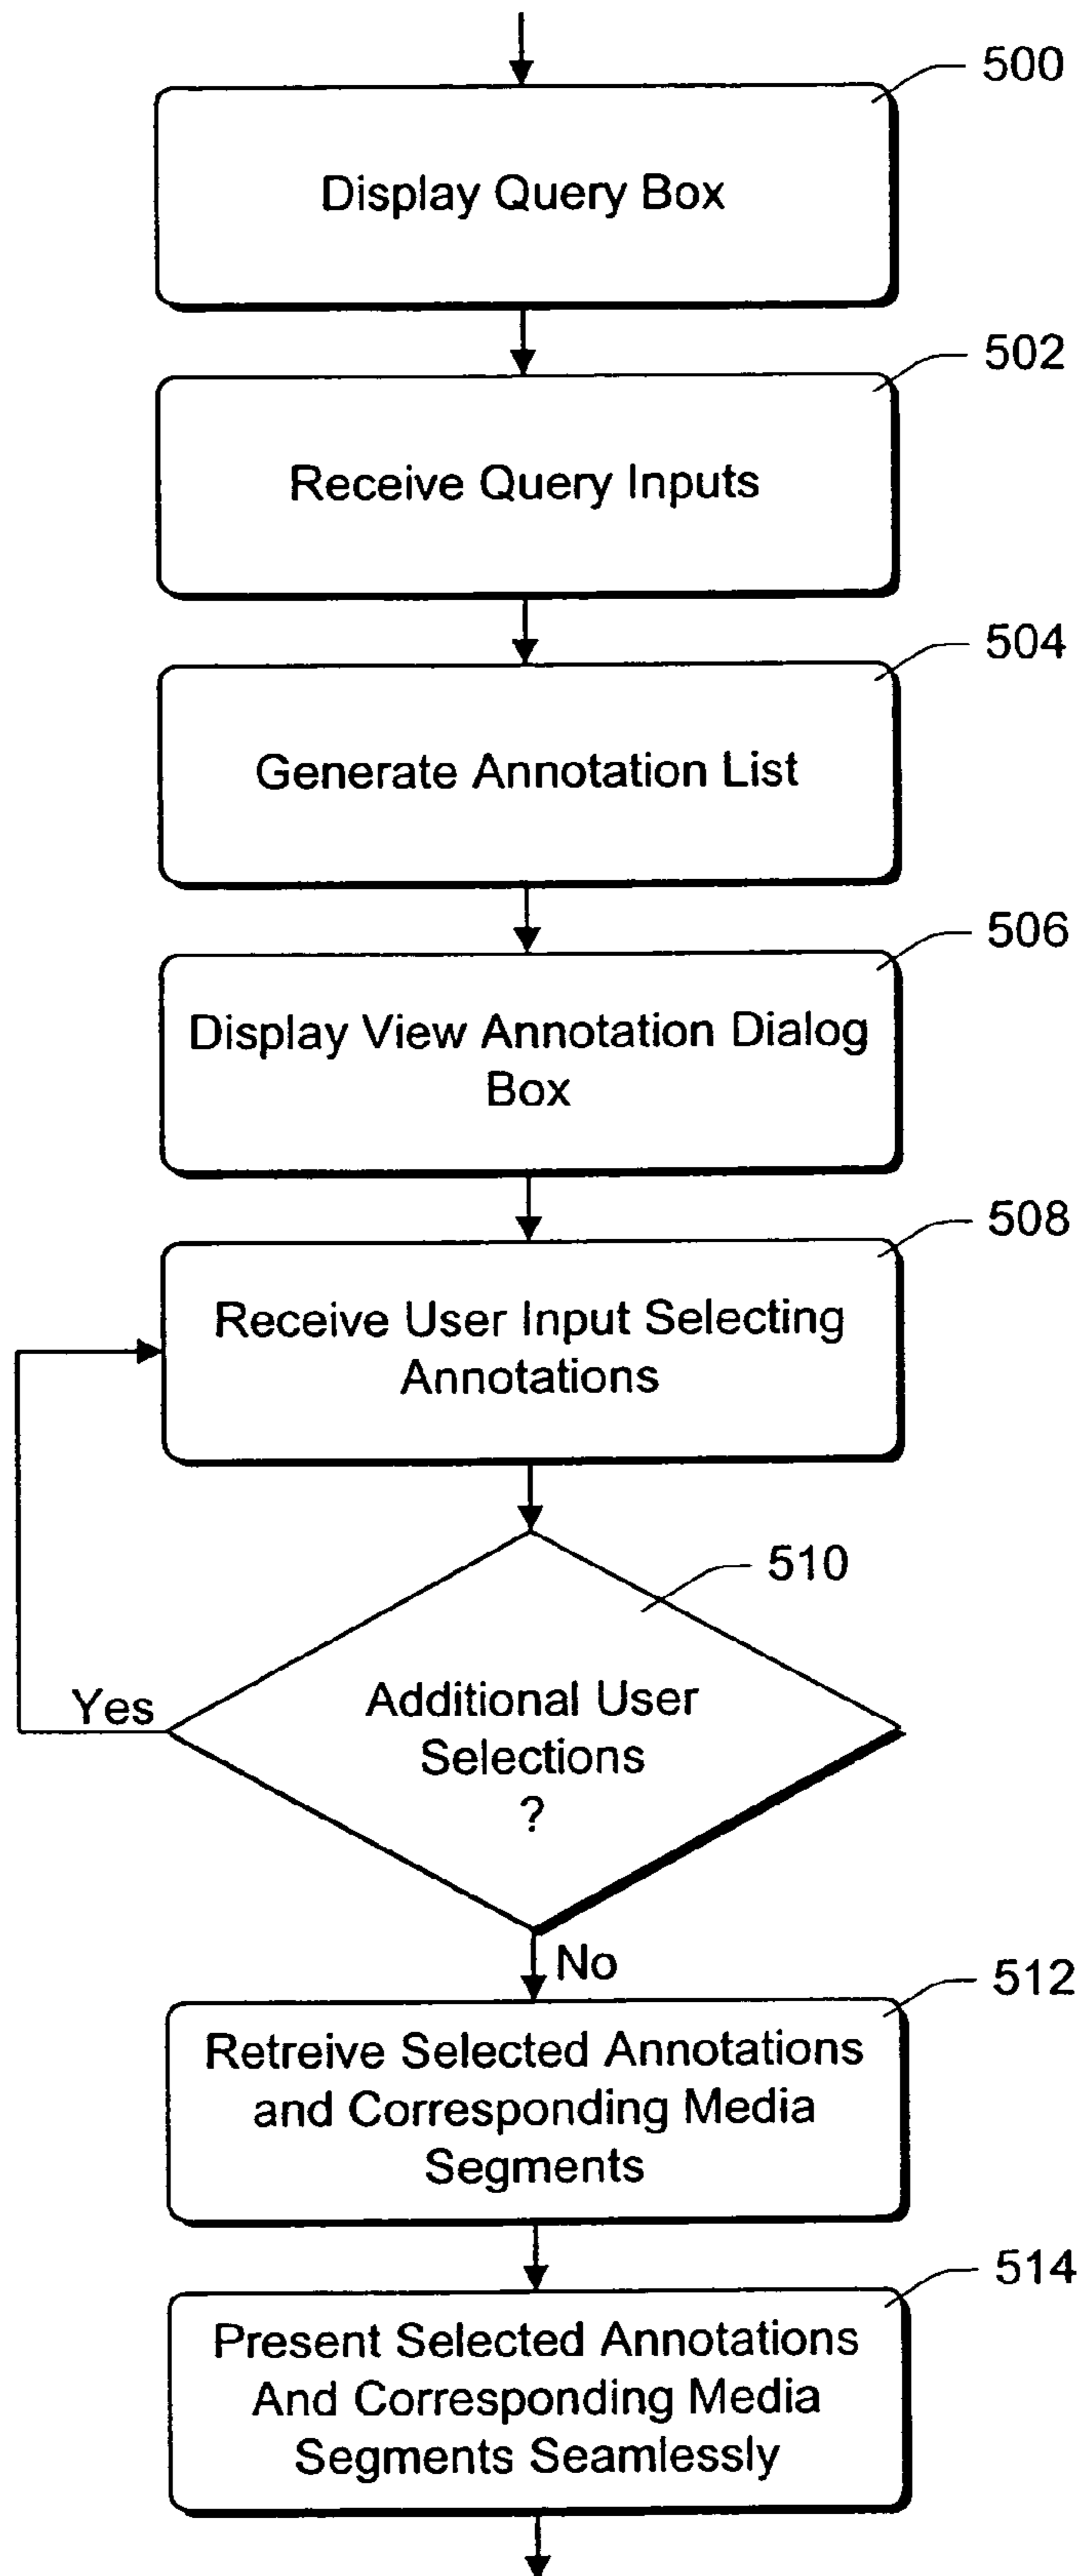 500
Display Query Box
502
Receive Query Inputs
504
Generate Annotation List
506
Display View Annotation Dialog
Box
508
Receive User Input Selecting
Annotations
510
Yes
Additional User
Selections
?
No
512
Retreive Selected Annotations
and Corresponding Media
Segments
514
Present Selected Annotations
And Corresponding Media
Segments Seamlessly